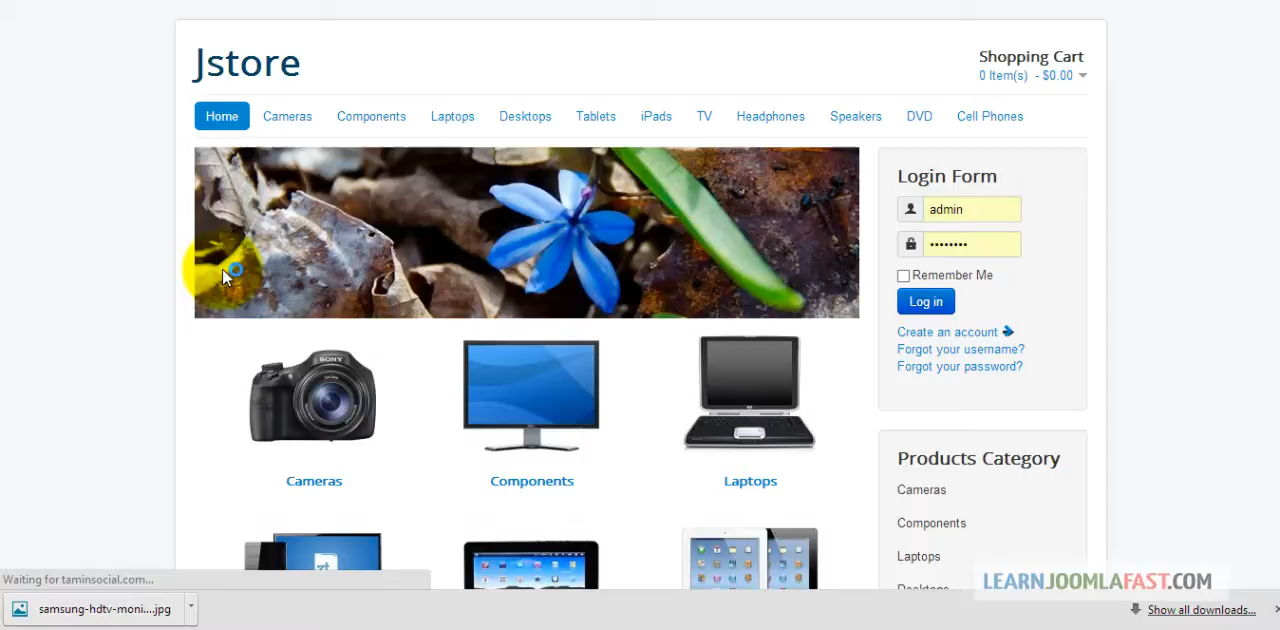 Jstore
Shopping Cart
0 Item(s) - $0.00
Home Cameras Components Laptops Desktops Tablets iPads TV Headphones Speakers DVD Cell Phones
Login Form
admin
••••••••
Remember Me
Log in
Create an account
Forgot your username?
Forgot your password?
SONY
Cameras Components Laptops
Products Category
Cameras
Components
Laptops
Desktops
LEARNJOOMLAFAST.COM
Waiting for taminsocial.com...
samsung-hdtv-moni....jpg
Show all downloads...